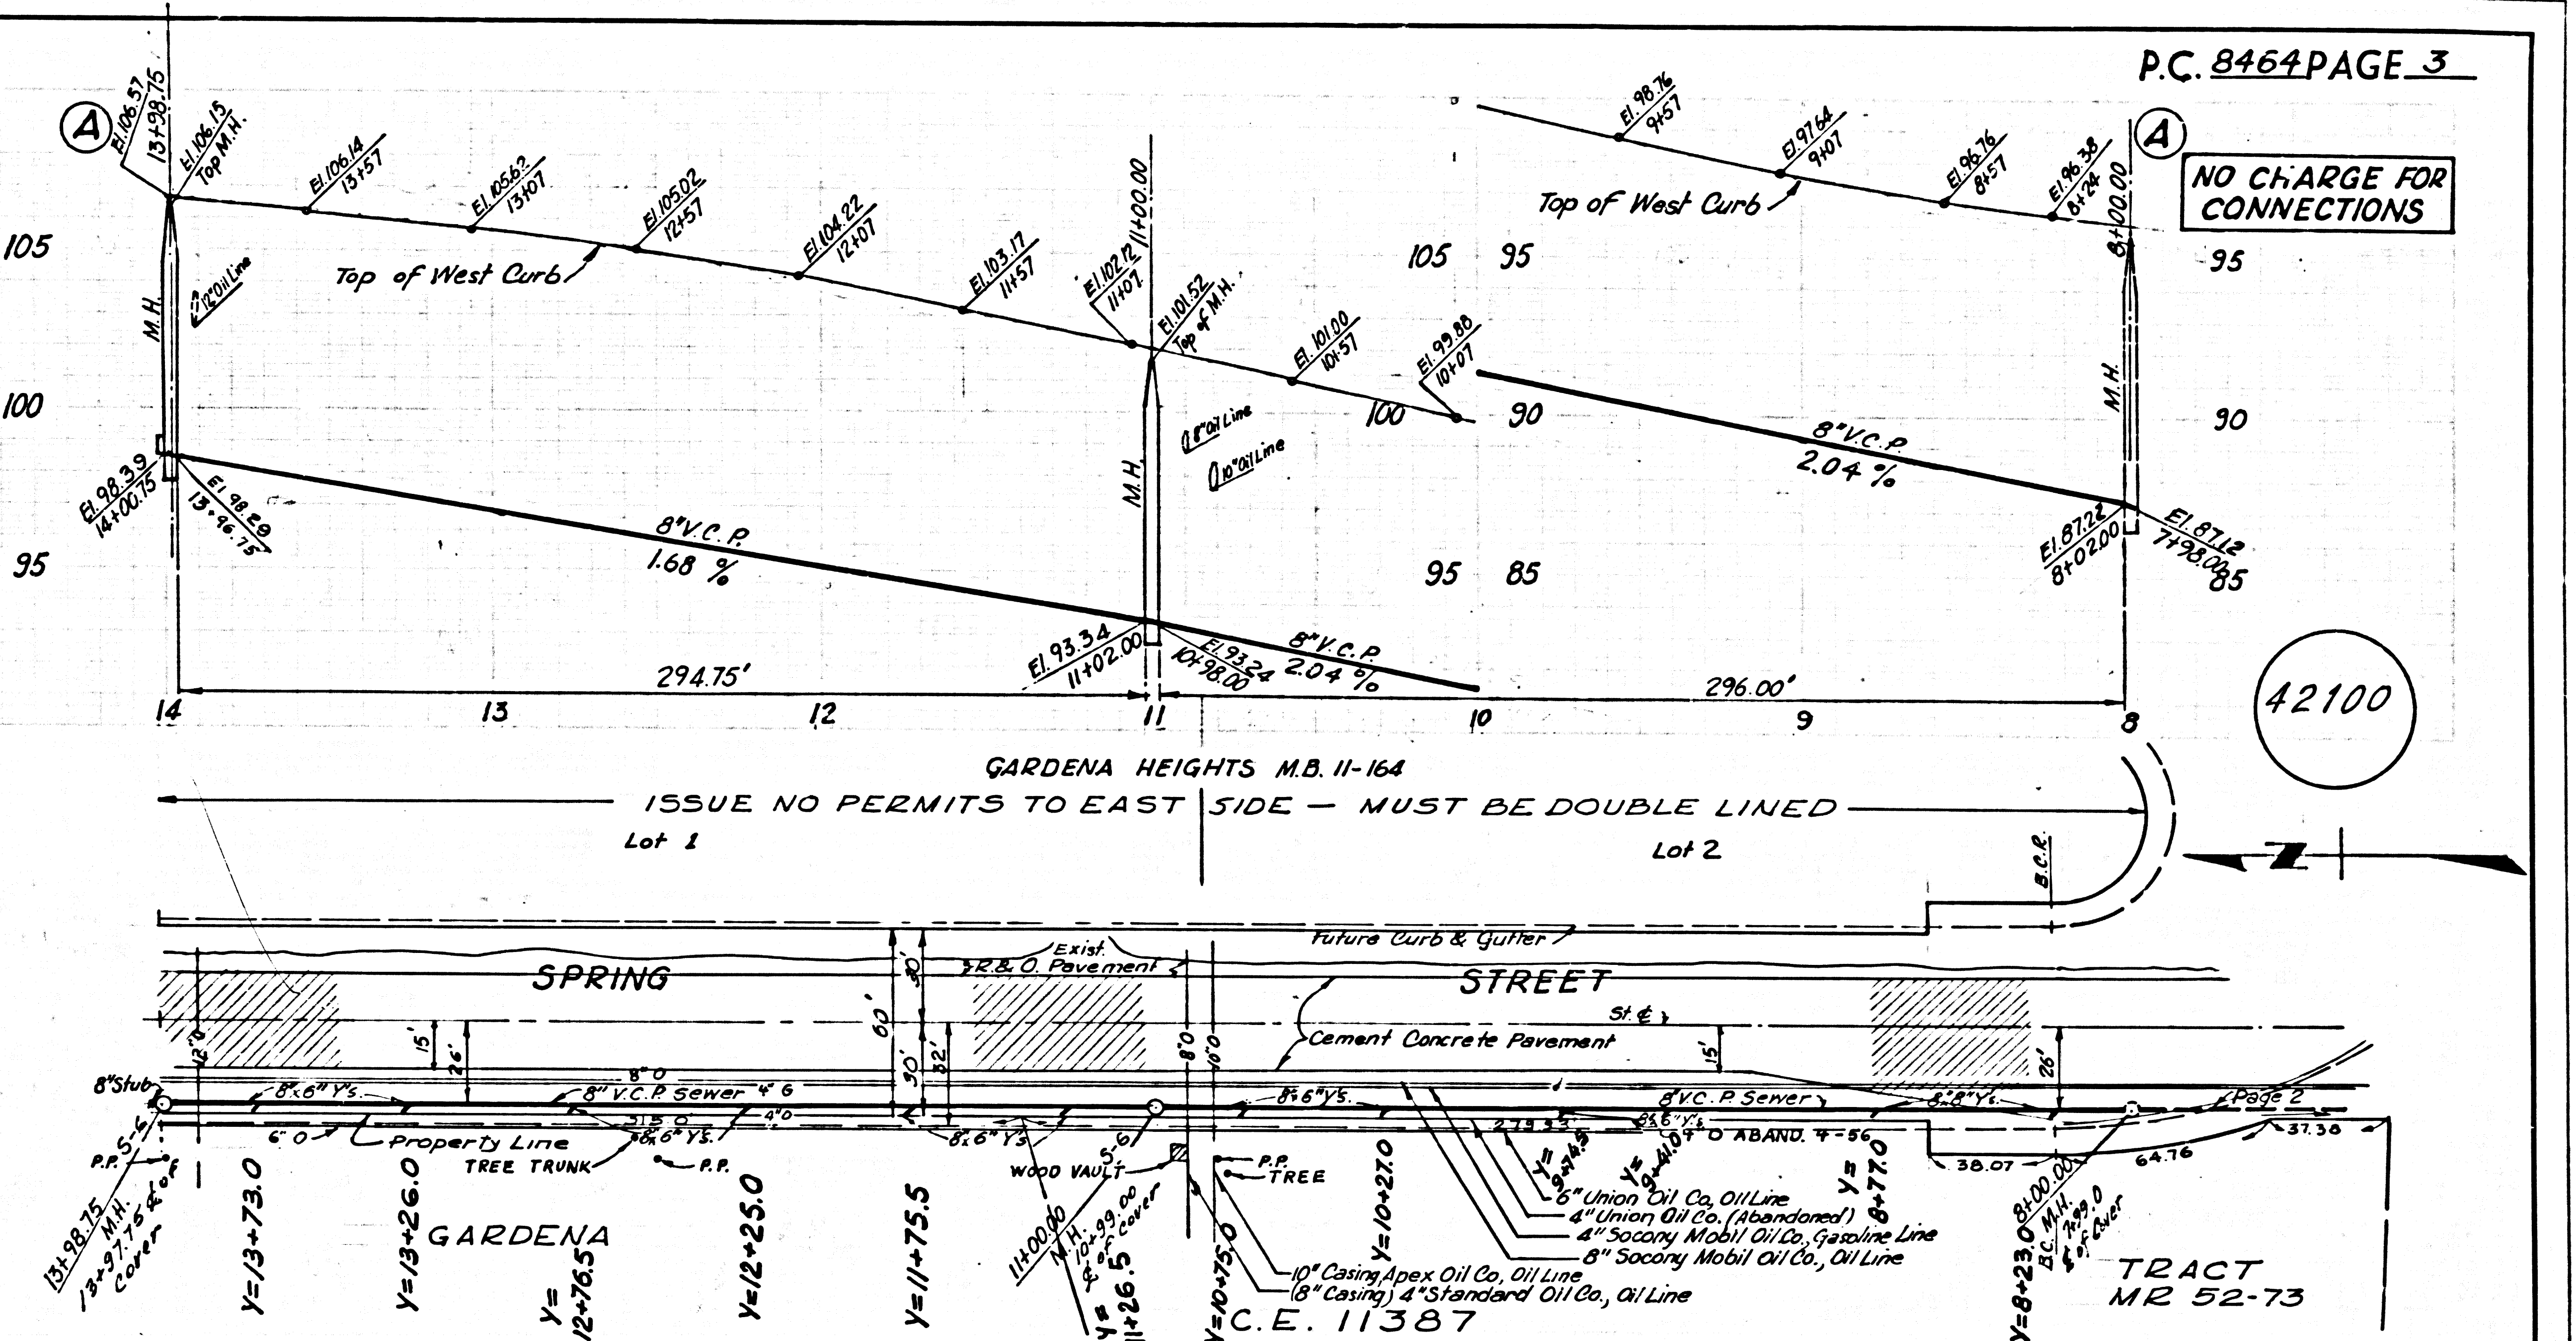 P.C. 8464 PAGE 3
A
El. 106.57
13+98.75
El. 106.15
Top M.H.
El. 106.14
13+57
El. 105.62
13+07
El. 105.02
12+57
El. 104.22
12+07
El. 103.17
11+57
El. 102.12
11+07
11+00.00
El. 101.52
Top of M.H.
El. 101.00
10+57
El. 99.88
10+07
El. 98.76
9+57
El. 97.64
9+07
El. 96.76
8+57
El. 96.38
8+24
8+00.00
A
NO CHARGE FOR
CONNECTIONS
Top of West Curb
Top of West Curb
105
105 95
95
12" Oil Line
M.H.
100
100 90
90
8" Oil Line
10" Oil Line
M.H.
M.H.
8" V.C.P.
2.04 %
El. 98.39
14+00.75
El. 98.29
13+96.75
8" V.C.P.
1.68 %
95
95 85
85
El. 87.22
8+02.00
El. 87.12
7+98.00
El. 93.34
11+02.00
El. 93.24
10+98.00
8" V.C.P.
2.04 %
294.75'
296.00'
14 13 12 11 10 9 8
42100
GARDENA HEIGHTS M.B. 11-164
ISSUE NO PERMITS TO EAST SIDE — MUST BE DOUBLE LINED
Lot 1
Lot 2
B.C.R.
N
Future Curb & Gutter
Exist.
R.& O. Pavement
SPRING
STREET
St. ℄
Cement Concrete Pavement
12"O
15'
26'
60'
30'
30'
32'
8"O
10"O
15'
26'
8" Stub
8"x6" Y's.
8" O
8" V.C.P. Sewer 4" G
8"x6" Y's.
8" V.C.P. Sewer
8"x8" Y's.
Page 2
315.0'
4"O
6" O
Property Line
8"x6" Y's.
8"x6" Y's.
279.33'
8"x6" Y's.
4" O ABAND. 4-56
37.38
38.07
64.76
S-6
P.P.
TREE TRUNK
P.P.
WOOD VAULT
S-6
P.P.
TREE
13+98.75
M.H.
13+97.75 ℄ of
Cover
Y=13+73.0
Y=13+26.0
Y=
12+76.5
Y=12+25.0
Y=11+75.5
11+00.00
M.H.
10+99.00
℄ of Cover
Y=
11+26.5
Y=10+75.0
Y=10+27.0
Y=
9+74.5
Y=
9+41.0
Y=
8+77.0
Y=8+23.0
8+00.00
B.C. M.H.
7+99.0
℄ of Cover
6" Union Oil Co, Oil Line
4" Union Oil Co. (Abandoned)
4" Socony Mobil Oil Co., Gasoline Line
8" Socony Mobil Oil Co., Oil Line
10" Casing, Apex Oil Co, Oil Line
(8" Casing) 4" Standard Oil Co., Oil Line
GARDENA
C.E. 11387
TRACT
MR 52-73